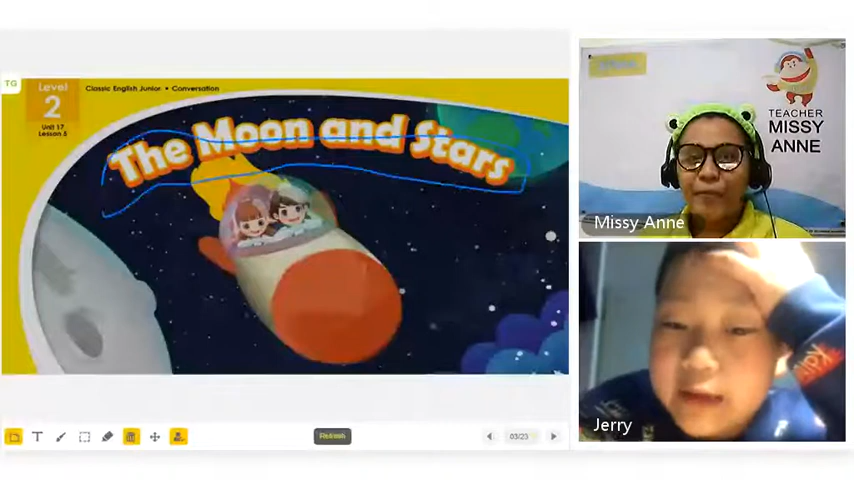 TG
Level
2
Unit 17
Lesson 5
Classic English Junior • Conversation
The Moon and Stars
T
03/23
TEACHER
MISSY
ANNE
Missy Anne
Jerry